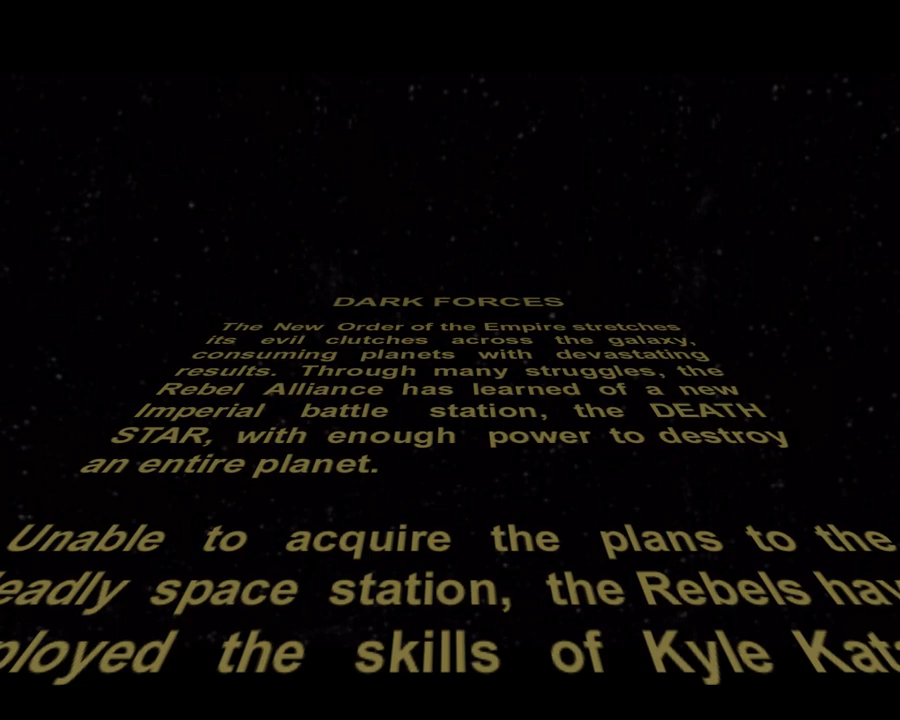 DARK FORCES
The New Order of the Empire stretches
its evil clutches across the galaxy,
consuming planets with devastating
results. Through many struggles, the
Rebel Alliance has learned of a new
Imperial battle station, the DEATH
STAR, with enough power to destroy
an entire planet.
Unable to acquire the plans to the
eadly space station, the Rebels hav
ployed the skills of Kyle Kata